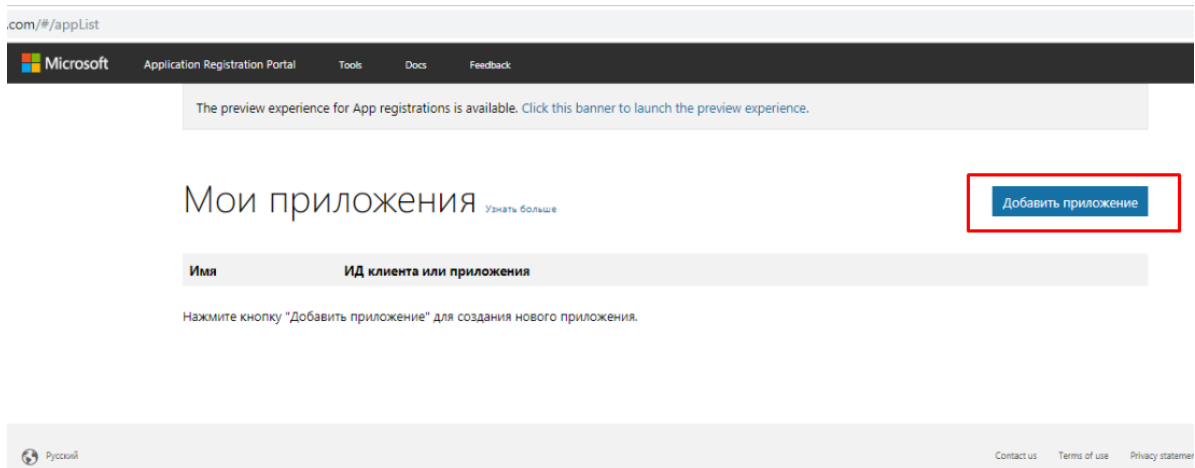 .com/#/appList
Microsoft Application Registration Portal Tools Docs Feedback
The preview experience for App registrations is available. Click this banner to launch the preview experience.
Мои приложения Узнать больше
Добавить приложение
Имя ИД клиента или приложения
Нажмите кнопку "Добавить приложение" для создания нового приложения.
Русский Contact us Terms of use Privacy statemen